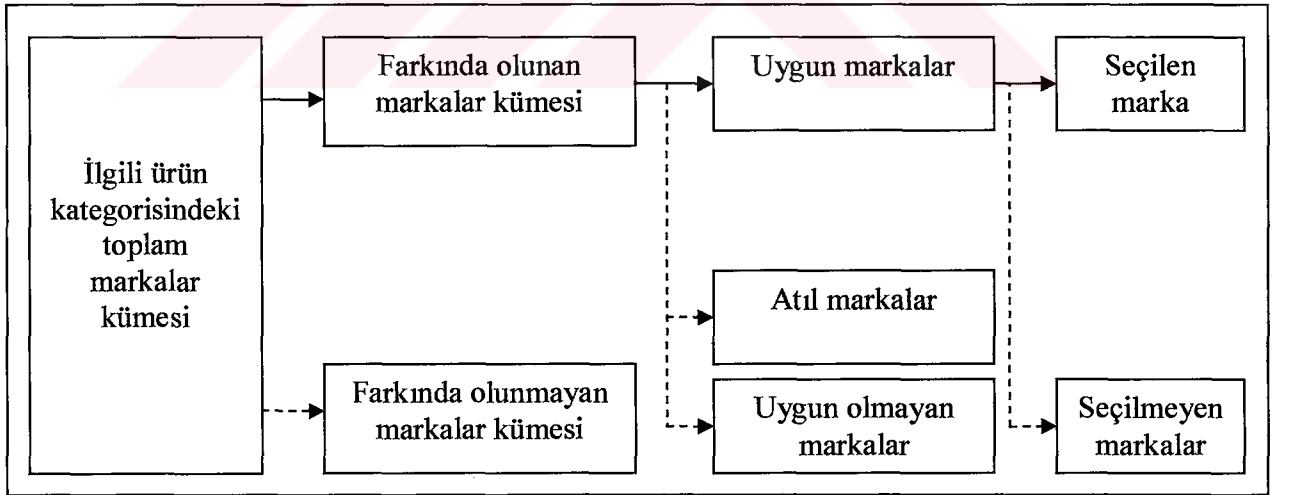 İlgili ürün
kategorisindeki
toplam
markalar
kümesi
Farkında olunan
markalar kümesi
Farkında olunmayan
markalar kümesi
Uygun markalar
Atıl markalar
Uygun olmayan
markalar
Seçilen
marka
Seçilmeyen
markalar